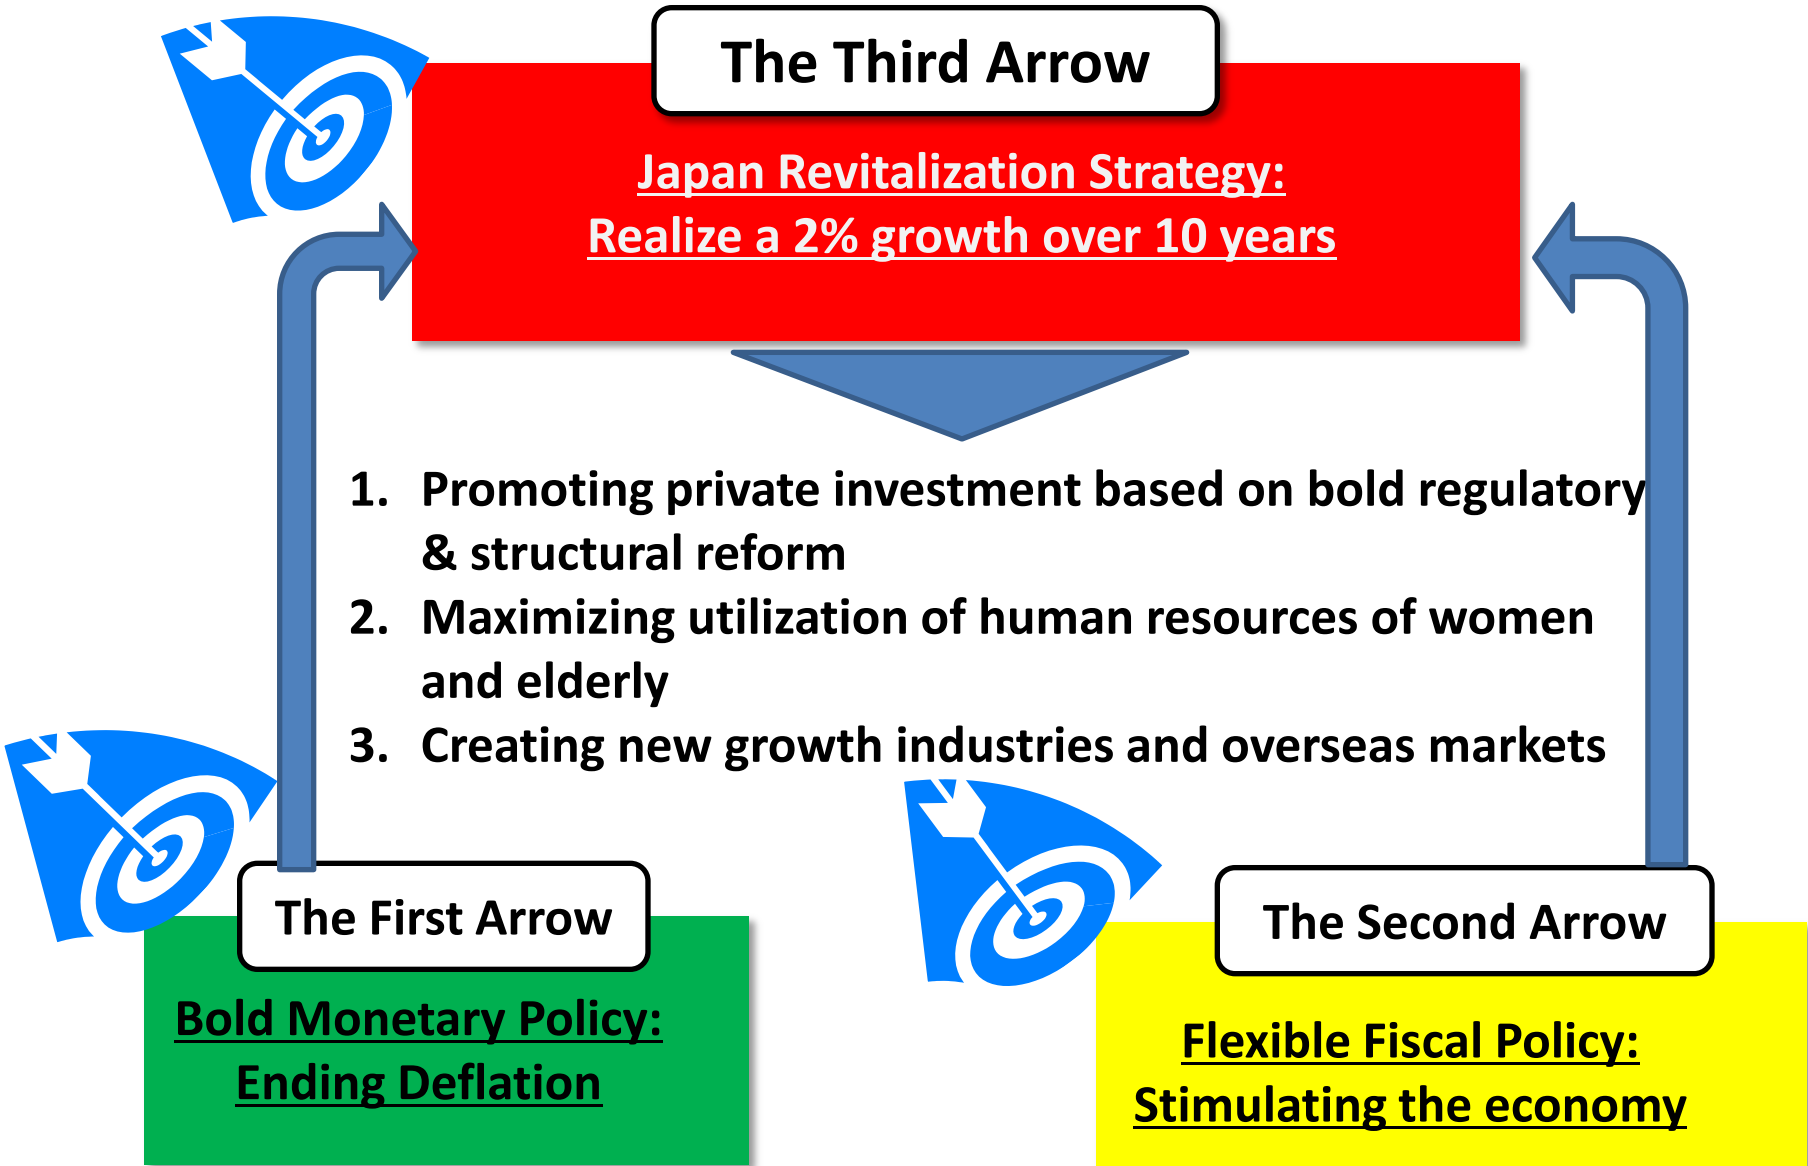 The Third Arrow
Japan Revitalization Strategy:
Realize a 2% growth over 10 years
1. Promoting private investment based on bold regulatory
& structural reform
2. Maximizing utilization of human resources of women
and elderly
3. Creating new growth industries and overseas markets
The First Arrow
Bold Monetary Policy:
Ending Deflation
The Second Arrow
Flexible Fiscal Policy:
Stimulating the economy